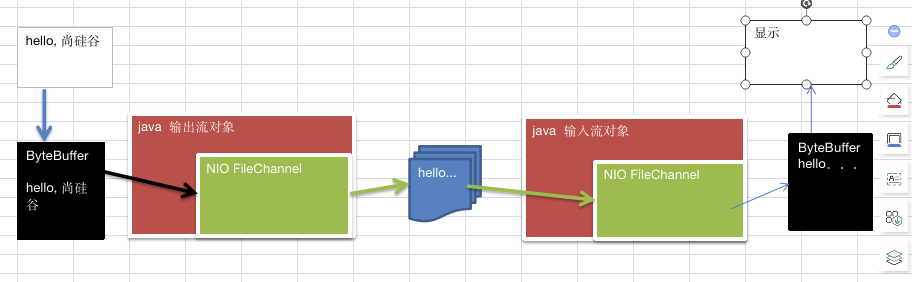 hello, 尚硅谷
ByteBuffer
hello, 尚硅
谷
java 输出流对象
NIO FileChannel
hello...
java 输入流对象
NIO FileChannel
显示
ByteBuffer
hello. . .